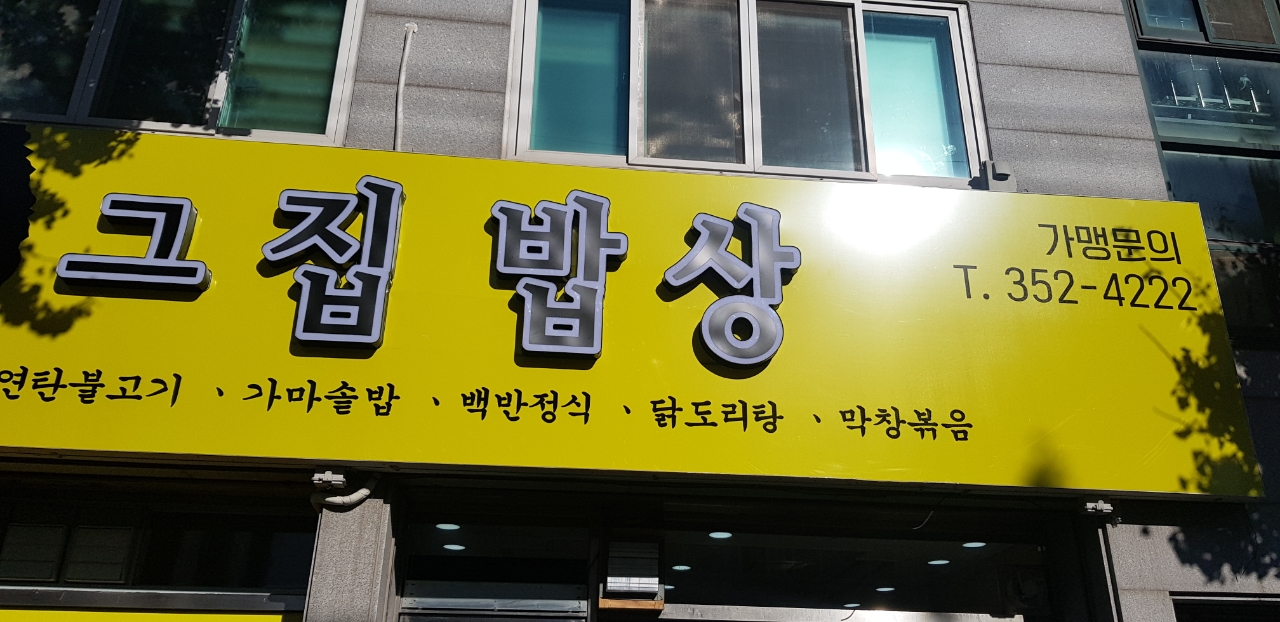 그집 밥상
가맹문의
T. 352-4222
연탄불고기 、 가마솥밥 、 백반정식 、 닭도리탕 、 막창볶음